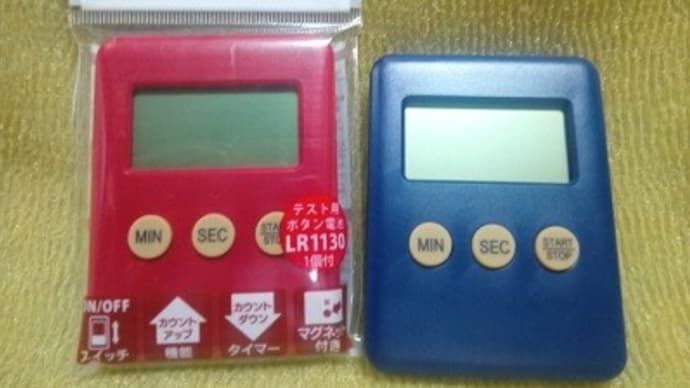 MIN
SEC
START
STOP
テスト用
ボタン電池
LR1130
1個付
ON/OFF
スイッチ
カウント
アップ
機能
カウント
ダウン
タイマー
マグネット
付き
MIN
SEC
START
STOP